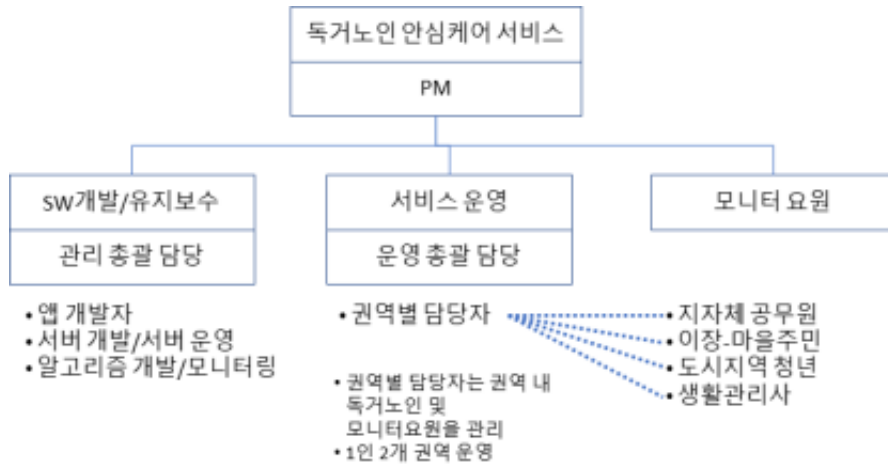 독거노인 안심케어 서비스
PM
SW개발/유지보수
관리 총괄 담당
• 앱 개발자
• 서버 개발/서버 운영
• 알고리즘 개발/모니터링
서비스 운영
운영 총괄 담당
• 권역별 담당자
• 권역별 담당자는 권역 내
독거노인 및
모니터요원을 관리
• 1인 2개 권역 운영
모니터 요원
• 지자체 공무원
• 이장-마을주민
• 도시지역 청년
• 생활관리사